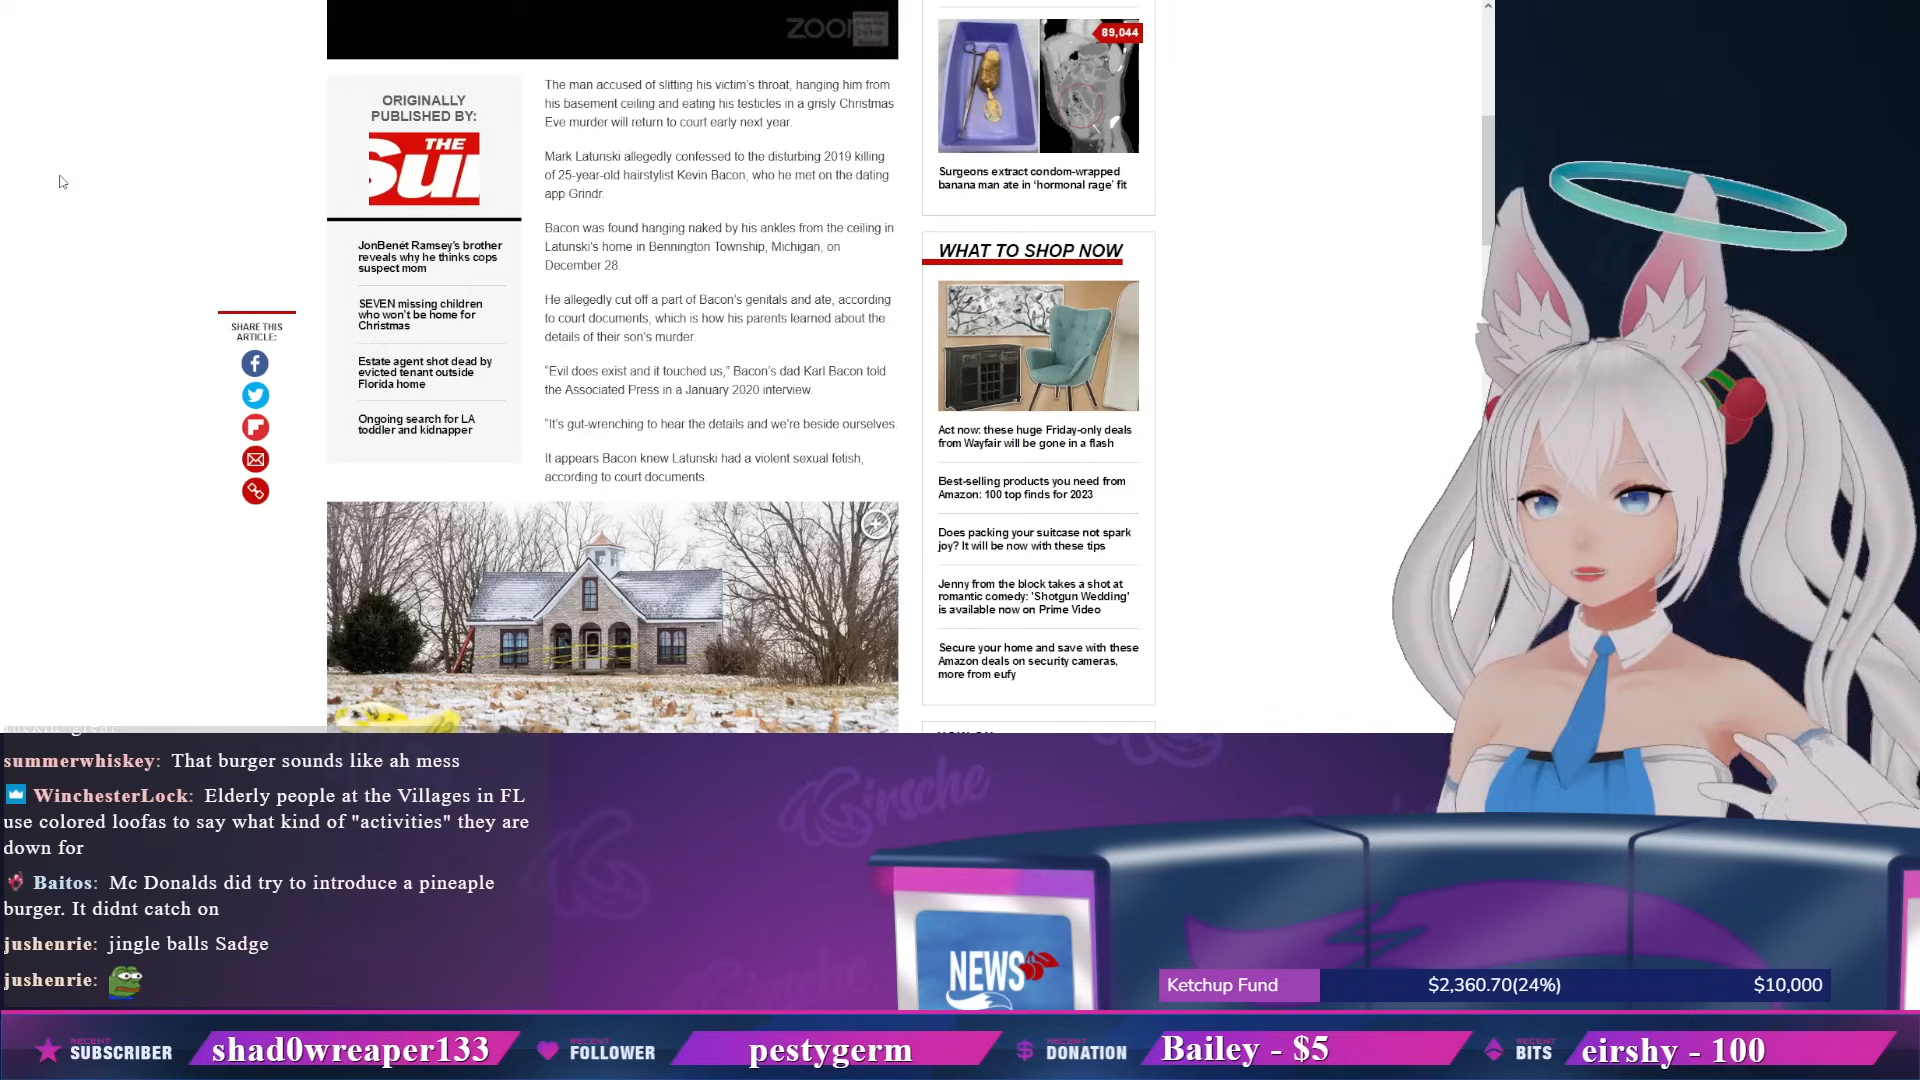 ZOOM
ORIGINALLY
PUBLISHED BY:
THE
SUN
JonBenét Ramsey's brother
reveals why he thinks cops
suspect mom
SEVEN missing children
who won't be home for
Christmas
Estate agent shot dead by
evicted tenant outside
Florida home
Ongoing search for LA
toddler and kidnapper
SHARE THIS
ARTICLE:
The man accused of slitting his victim's throat, hanging him from
his basement ceiling and eating his testicles in a grisly Christmas
Eve murder will return to court early next year.
Mark Latunski allegedly confessed to the disturbing 2019 killing
of 25-year-old hairstylist Kevin Bacon, who he met on the dating
app Grindr.
Bacon was found hanging naked by his ankles from the ceiling in
Latunski's home in Bennington Township, Michigan, on
December 28.
He allegedly cut off a part of Bacon's genitals and ate, according
to court documents, which is how his parents learned about the
details of their son's murder.
“Evil does exist and it touched us,” Bacon's dad Karl Bacon told
the Associated Press in a January 2020 interview.
“It's gut-wrenching to hear the details and we're beside ourselves.
It appears Bacon knew Latunski had a violent sexual fetish,
according to court documents.
89,044
Surgeons extract condom-wrapped
banana man ate in ‘hormonal rage’ fit
WHAT TO SHOP NOW
Act now: these huge Friday-only deals
from Wayfair will be gone in a flash
Best-selling products you need from
Amazon: 100 top finds for 2023
Does packing your suitcase not spark
joy? It will be now with these tips
Jenny from the block takes a shot at
romantic comedy: 'Shotgun Wedding'
is available now on Prime Video
Secure your home and save with these
Amazon deals on security cameras,
more from eufy
great
summerwhiskey: That burger sounds like ah mess
WinchesterLock: Elderly people at the Villages in FL
use colored loofas to say what kind of "activities" they are
down for
Baitos: Mc Donalds did try to introduce a pineapple
burger. It didnt catch on
jushenrie: jingle balls Sadge
jushenrie:
Girsche
NEWS
Ketchup Fund $2,360.70(24%) $10,000
RECENT SUBSCRIBER shad0wreaper133 RECENT FOLLOWER pestygerm RECENT DONATION Bailey - $5 RECENT BITS eirshy - 100